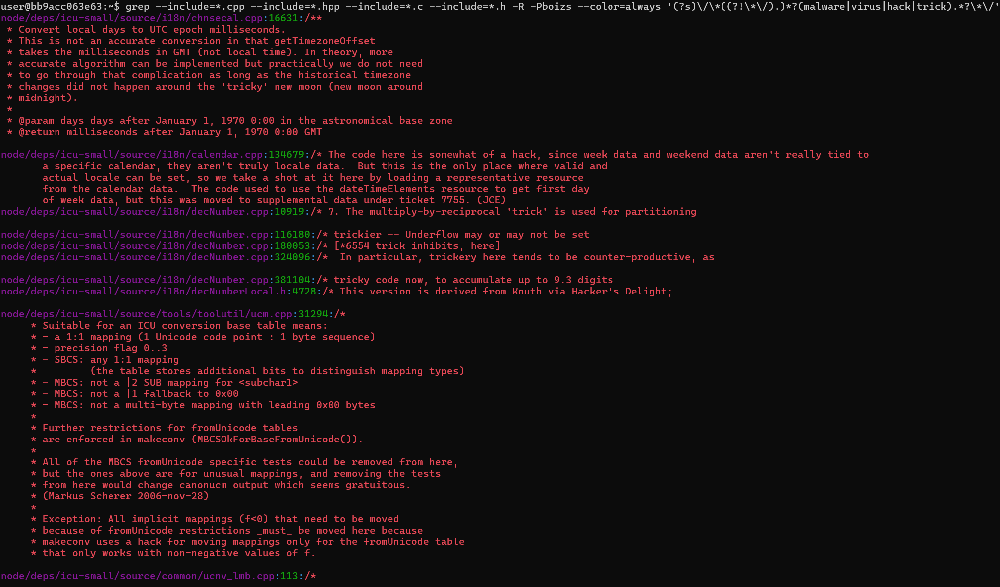 user@bb9acc063e63:~$ grep --include=*.cpp --include=*.hpp --include=*.c --include=*.h -R -Pboizs --color=always '(?s)\/\*((?!\*\/).)*?(malware|virus|hack|trick).*?\*\/'
node/deps/icu-small/source/i18n/chnsecal.cpp:16631:/**
 * Convert local days to UTC epoch milliseconds.
 * This is not an accurate conversion in that getTimezoneOffset
 * takes the milliseconds in GMT (not local time). In theory, more
 * accurate algorithm can be implemented but practically we do not need
 * to go through that complication as long as the historical timezone
 * changes did not happen around the 'tricky' new moon (new moon around
 * midnight).
 *
 * @param days days after January 1, 1970 0:00 in the astronomical base zone
 * @return milliseconds after January 1, 1970 0:00 GMT
node/deps/icu-small/source/i18n/calendar.cpp:134679:/* The code here is somewhat of a hack, since week data and weekend data aren't really tied to
       a specific calendar, they aren't truly locale data.  But this is the only place where valid and
       actual locale can be set, so we take a shot at it here by loading a representative resource
       from the calendar data.  The code used to use the dateTimeElements resource to get first day
       of week data, but this was moved to supplemental data under ticket 7755. (JCE)
node/deps/icu-small/source/i18n/decNumber.cpp:10919:/* 7. The multiply-by-reciprocal 'trick' is used for partitioning
node/deps/icu-small/source/i18n/decNumber.cpp:116180:/* trickier -- Underflow may or may not be set
node/deps/icu-small/source/i18n/decNumber.cpp:180053:/* [*6554 trick inhibits, here]
node/deps/icu-small/source/i18n/decNumber.cpp:324096:/*  In particular, trickery here tends to be counter-productive, as
node/deps/icu-small/source/i18n/decNumber.cpp:381104:/* tricky code now, to accumulate up to 9.3 digits
node/deps/icu-small/source/i18n/decNumberLocal.h:4728:/* This version is derived from Knuth via Hacker's Delight;
node/deps/icu-small/source/tools/toolutil/ucm.cpp:31294:/*
     * Suitable for an ICU conversion base table means:
     * - a 1:1 mapping (1 Unicode code point : 1 byte sequence)
     * - precision flag 0..3
     * - SBCS: any 1:1 mapping
     *         (the table stores additional bits to distinguish mapping types)
     * - MBCS: not a |2 SUB mapping for <subchar1>
     * - MBCS: not a |1 fallback to 0x00
     * - MBCS: not a multi-byte mapping with leading 0x00 bytes
     *
     * Further restrictions for fromUnicode tables
     * are enforced in makeconv (MBCSOkForBaseFromUnicode()).
     *
     * All of the MBCS fromUnicode specific tests could be removed from here,
     * but the ones above are for unusual mappings, and removing the tests
     * from here would change canonucm output which seems gratuitous.
     * (Markus Scherer 2006-nov-28)
     *
     * Exception: All implicit mappings (f<0) that need to be moved
     * because of fromUnicode restrictions _must_ be moved here because
     * makeconv uses a hack for moving mappings only for the fromUnicode table
     * that only works with non-negative values of f.
node/deps/icu-small/source/common/ucnv_lmb.cpp:113:/*